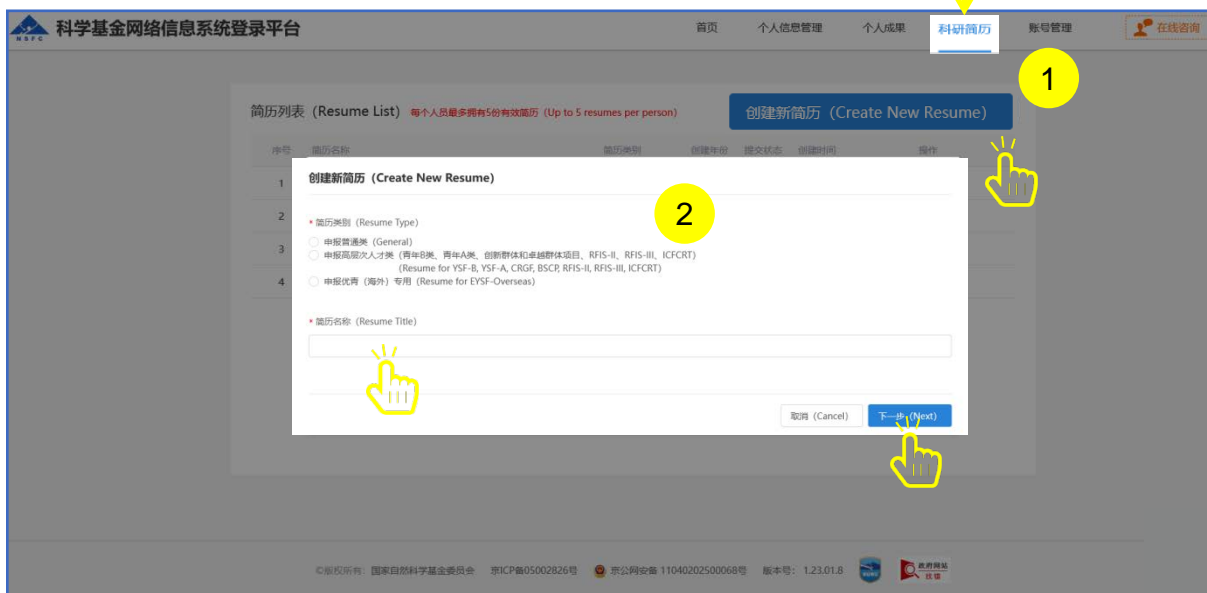 NSFC 科学基金网络信息系统登录平台 首页 个人信息管理 个人成果 科研简历 账号管理 在线咨询
1
简历列表（Resume List） 每个人员最多拥有5份有效简历（Up to 5 resumes per person） 创建新简历（Create New Resume）
序号 简历名称 简历类别 创建年份 提交状态 创建时间 操作
1
2
3
4
创建新简历（Create New Resume）
2
* 简历类别（Resume Type）
申报普通类（General）
申报高层次人才类（青年B类、青年A类、创新群体和卓越群体项目、RFIS-II、RFIS-III、ICFCRT）
(Resume for YSF-B, YSF-A, CRGF, BSCP, RFIS-II, RFIS-III, ICFCRT)
申报优青（海外）专用（Resume for EYSF-Overseas）
* 简历名称（Resume Title）
取消（Cancel） 下一步（Next）
©版权所有：国家自然科学基金委员会 京ICP备05002826号 京公网安备 11040202500068号 版本号：1.23.01.8 政府网站